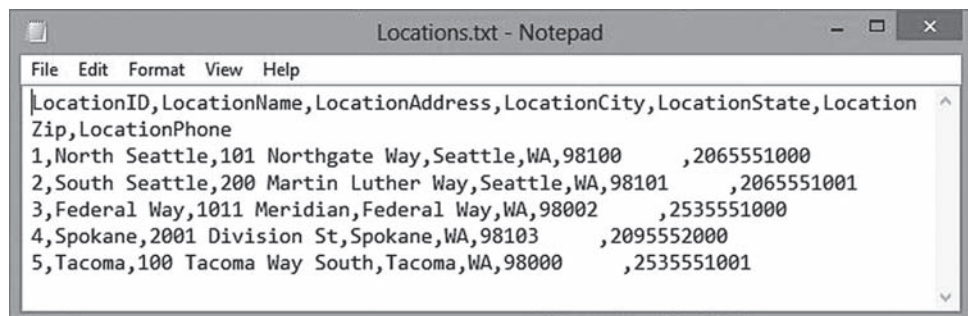 Locations.txt - Notepad
File Edit Format View Help
LocationID,LocationName,LocationAddress,LocationCity,LocationState,Location
Zip,LocationPhone
1,North Seattle,101 Northgate Way,Seattle,WA,98100     ,2065551000
2,South Seattle,200 Martin Luther Way,Seattle,WA,98101     ,2065551001
3,Federal Way,1011 Meridian,Federal Way,WA,98002     ,2535551000
4,Spokane,2001 Division St,Spokane,WA,98103     ,2095552000
5,Tacoma,100 Tacoma Way South,Tacoma,WA,98000     ,2535551001